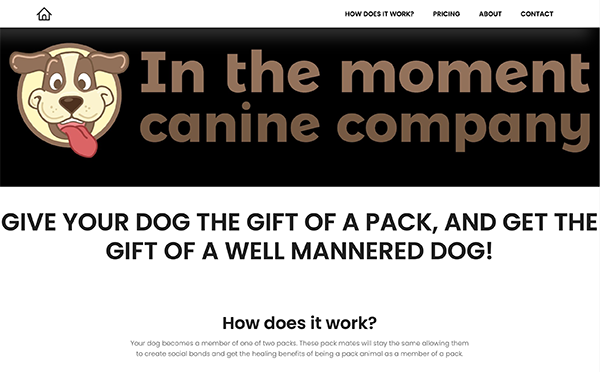 HOW DOES IT WORK? PRICING ABOUT CONTACT
In the moment
canine company
GIVE YOUR DOG THE GIFT OF A PACK, AND GET THE
GIFT OF A WELL MANNERED DOG!
How does it work?
Your dog becomes a member of one of two packs. These pack mates will stay the same allowing them
to create social bonds and get the healing benefits of being a pack animal as a member of a pack.